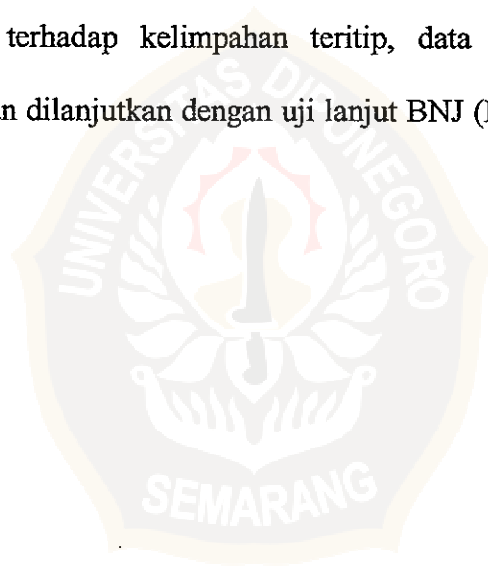 terhadap kelimpahan teritip, data
n dilanjutkan dengan uji lanjut BNJ (
UNIVERSITAS DIPONEGORO
SEMARANG